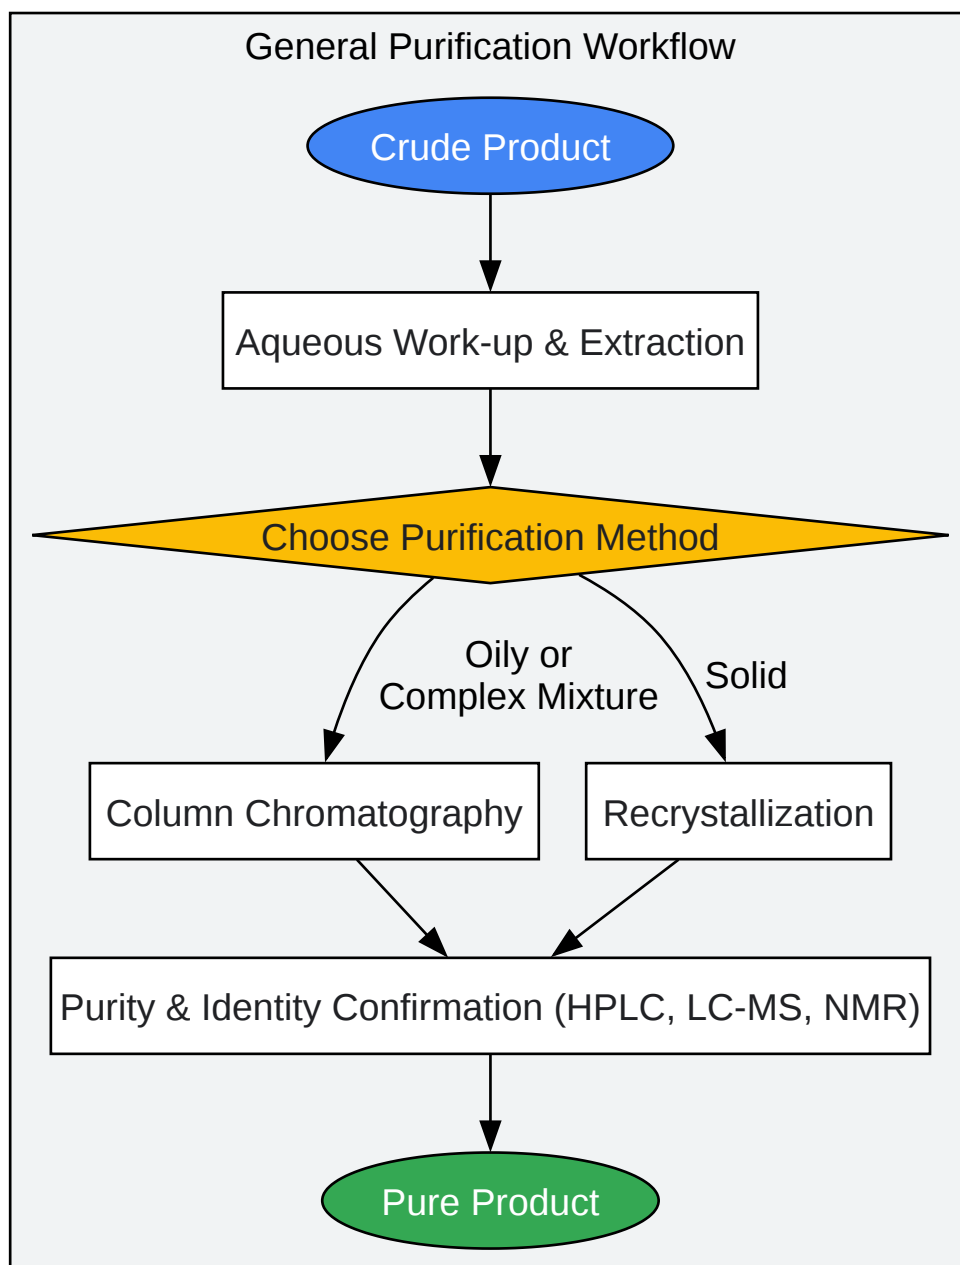 General Purification Workflow
Crude Product
Aqueous Work-up & Extraction
Choose Purification Method
Oily or
Complex Mixture
Solid
Column Chromatography
Recrystallization
Purity & Identity Confirmation (HPLC, LC-MS, NMR)
Pure Product